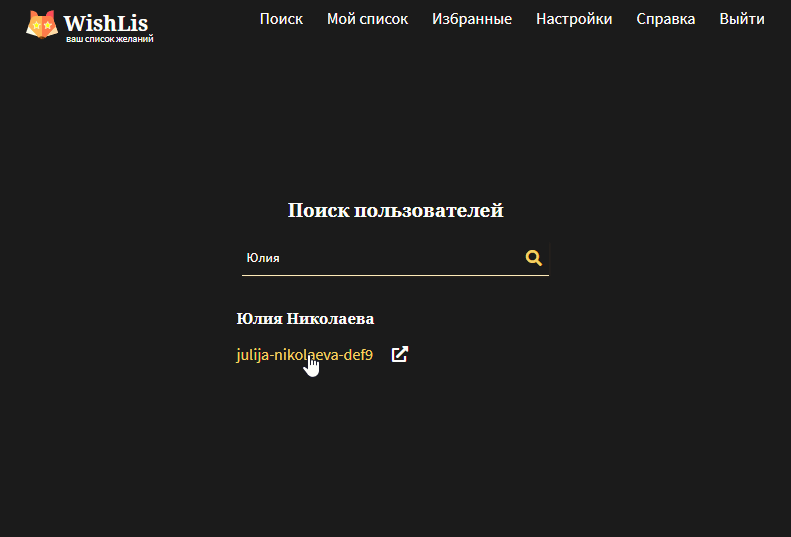 WishLis
ваш список желаний
Поиск Мой список Избранные Настройки Справка Выйти
Поиск пользователей
Юлия
Юлия Николаева
julija-nikolaeva-def9